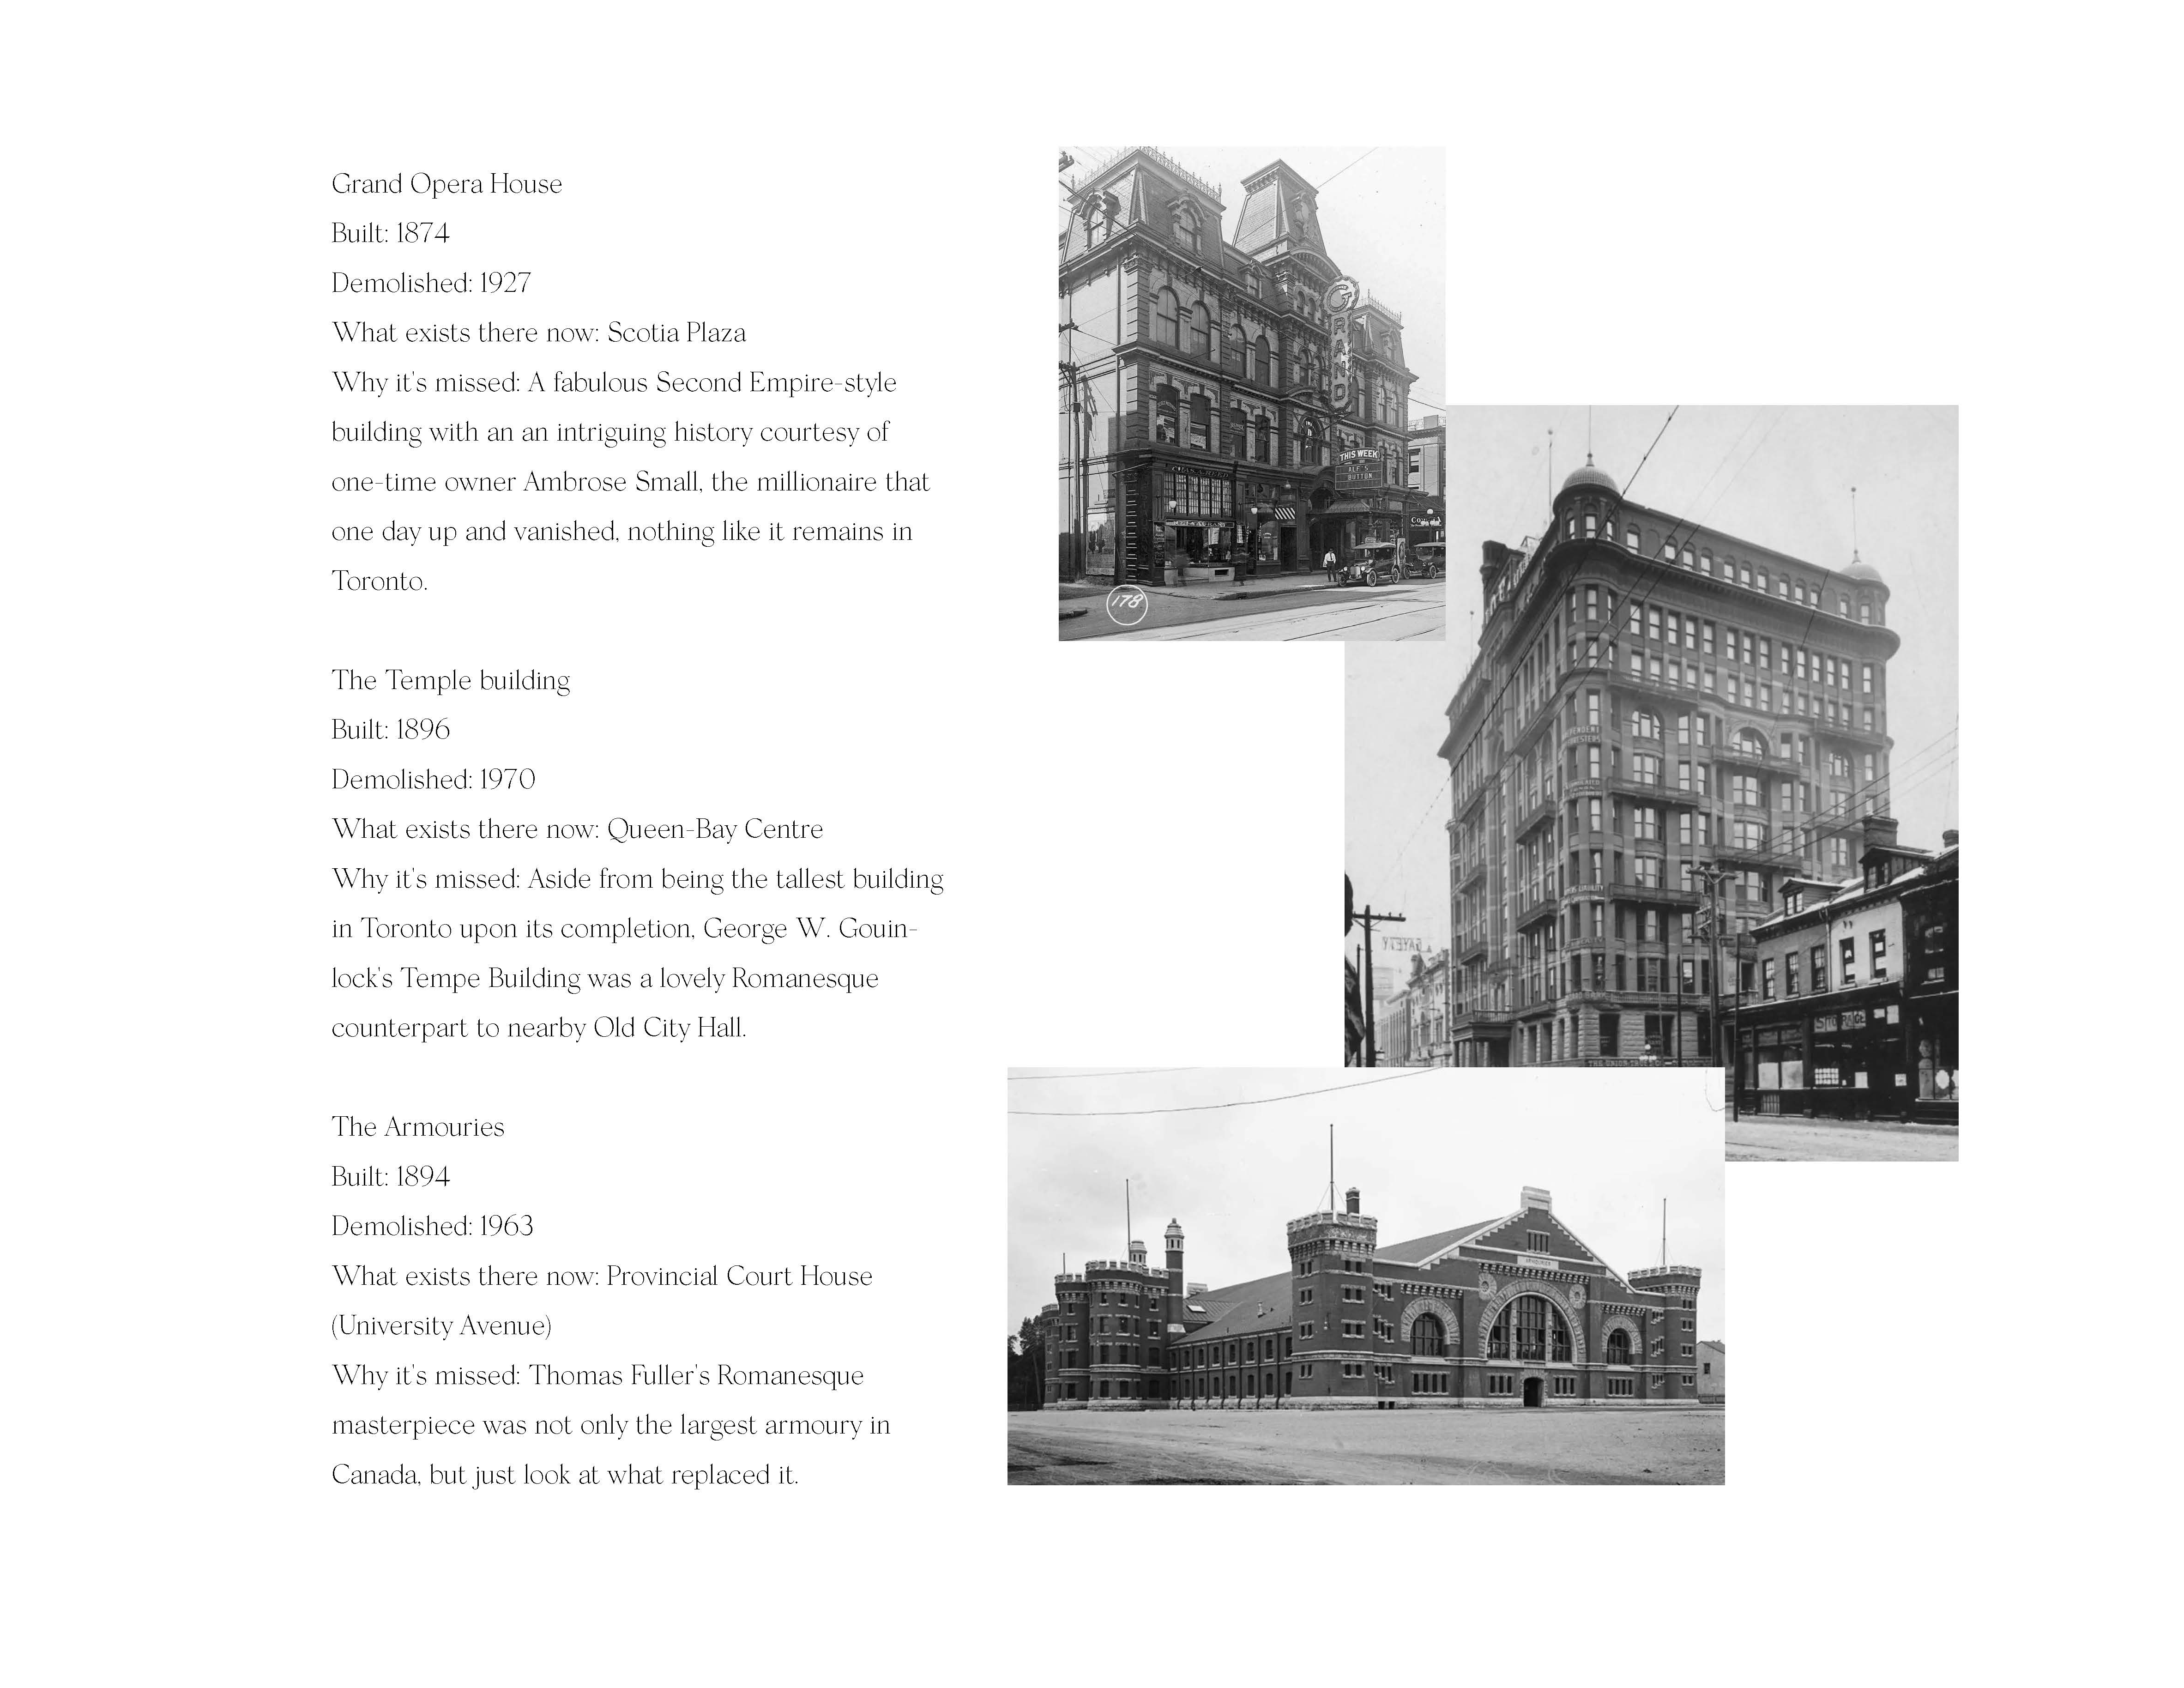 Grand Opera House
Built: 1874
Demolished: 1927
What exists there now: Scotia Plaza
Why it's missed: A fabulous Second Empire-style
building with an an intriguing history courtesy of
one-time owner Ambrose Small, the millionaire that
one day up and vanished, nothing like it remains in
Toronto.
The Temple building
Built: 1896
Demolished: 1970
What exists there now: Queen-Bay Centre
Why it's missed: Aside from being the tallest building
in Toronto upon its completion, George W. Gouin-
lock's Tempe Building was a lovely Romanesque
counterpart to nearby Old City Hall.
The Armouries
Built: 1894
Demolished: 1963
What exists there now: Provincial Court House
(University Avenue)
Why it's missed: Thomas Fuller's Romanesque
masterpiece was not only the largest armoury in
Canada, but just look at what replaced it.
GRAND
THIS WEEK
ALF'S
BUTTON
178
GAYETY